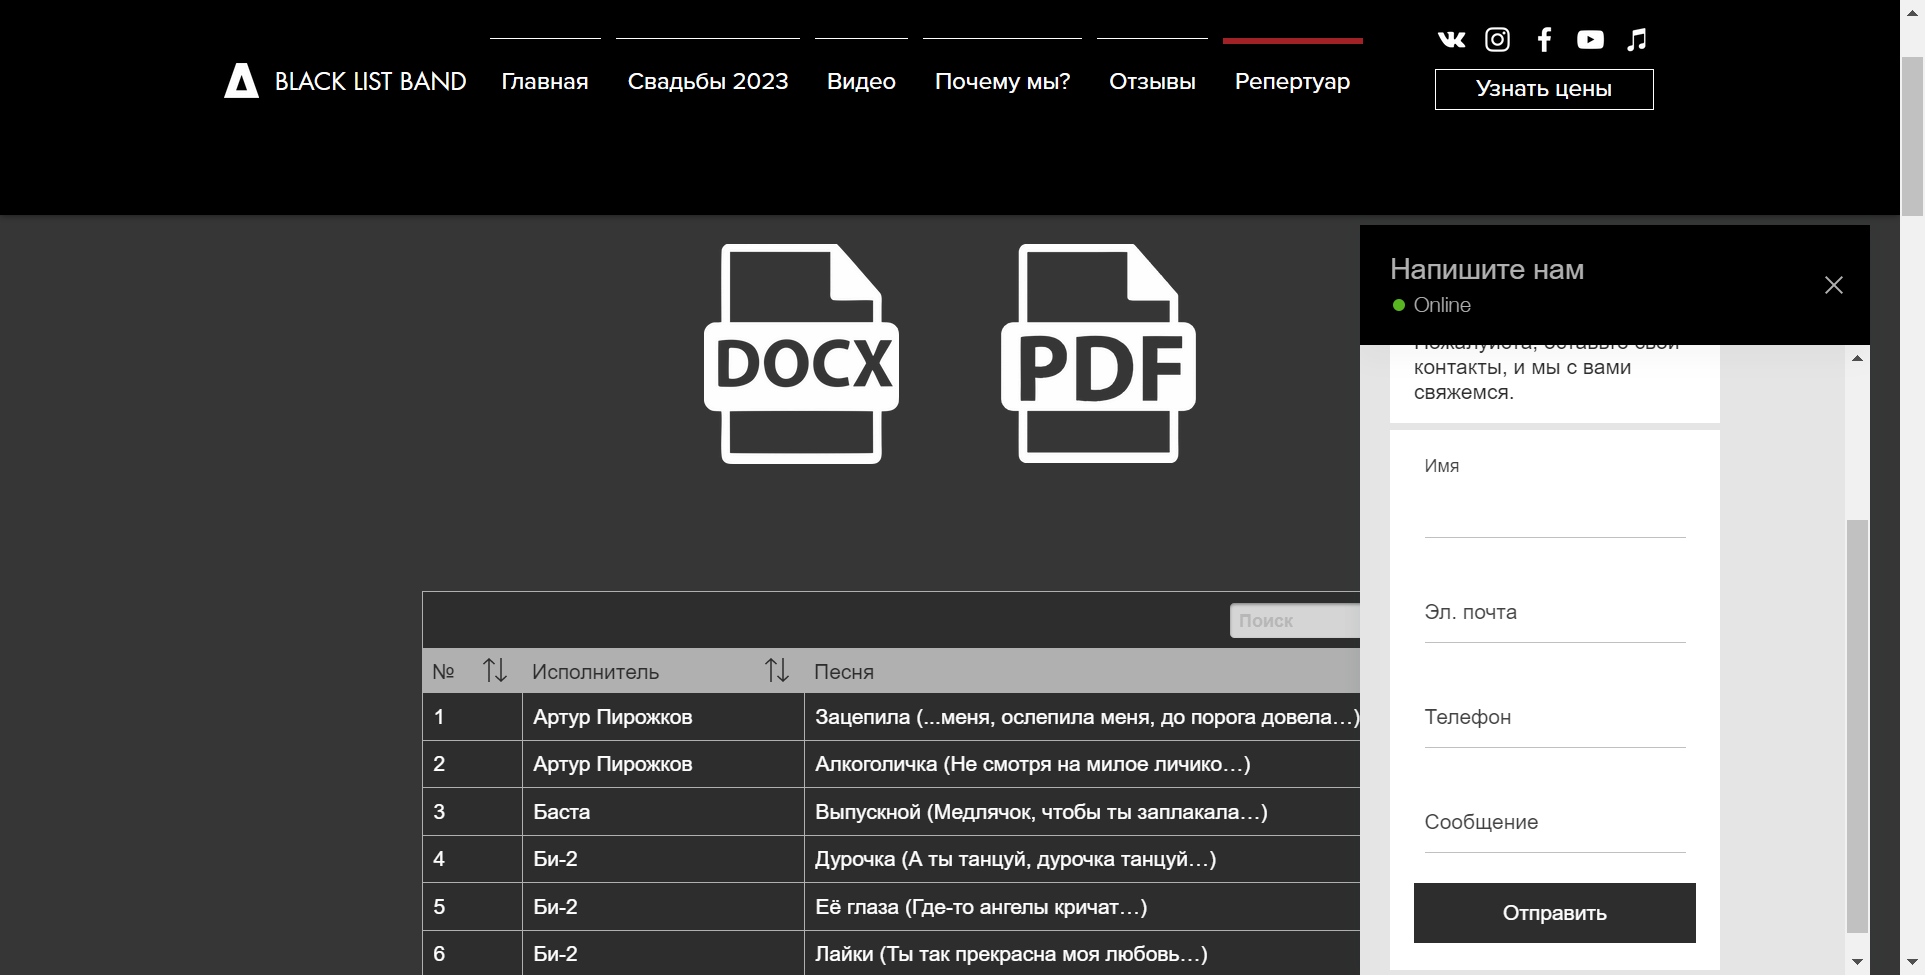 BLACK LIST BAND
Главная
Свадьбы 2023
Видео
Почему мы?
Отзывы
Репертуар
Узнать цены
DOCX
PDF
Напишите нам
Online
Пожалуйста, оставьте свои
контакты, и мы с вами
свяжемся.
Имя
Эл. почта
Телефон
Сообщение
Отправить
Поиск
№ Исполнитель Песня
1 Артур Пирожков Зацепила (...меня, ослепила меня, до порога довела...)
2 Артур Пирожков Алкоголичка (Не смотря на милое личико...)
3 Баста Выпускной (Медлячок, чтобы ты заплакала...)
4 Би-2 Дурочка (А ты танцуй, дурочка танцуй...)
5 Би-2 Её глаза (Где-то ангелы кричат...)
6 Би-2 Лайки (Ты так прекрасна моя любовь...)